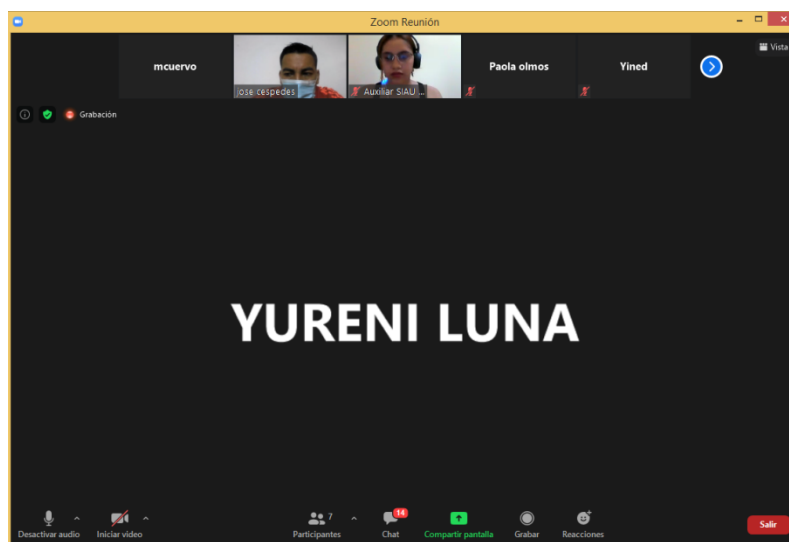 Zoom Reunión
Vista
mcuervo
jose cespedes
Auxiliar SIAU ...
Paola olmos
Yined
Grabación
YURENI LUNA
Desactivar audio
Iniciar video
7
Participantes
14
Chat
Compartir pantalla
Grabar
Reacciones
Salir